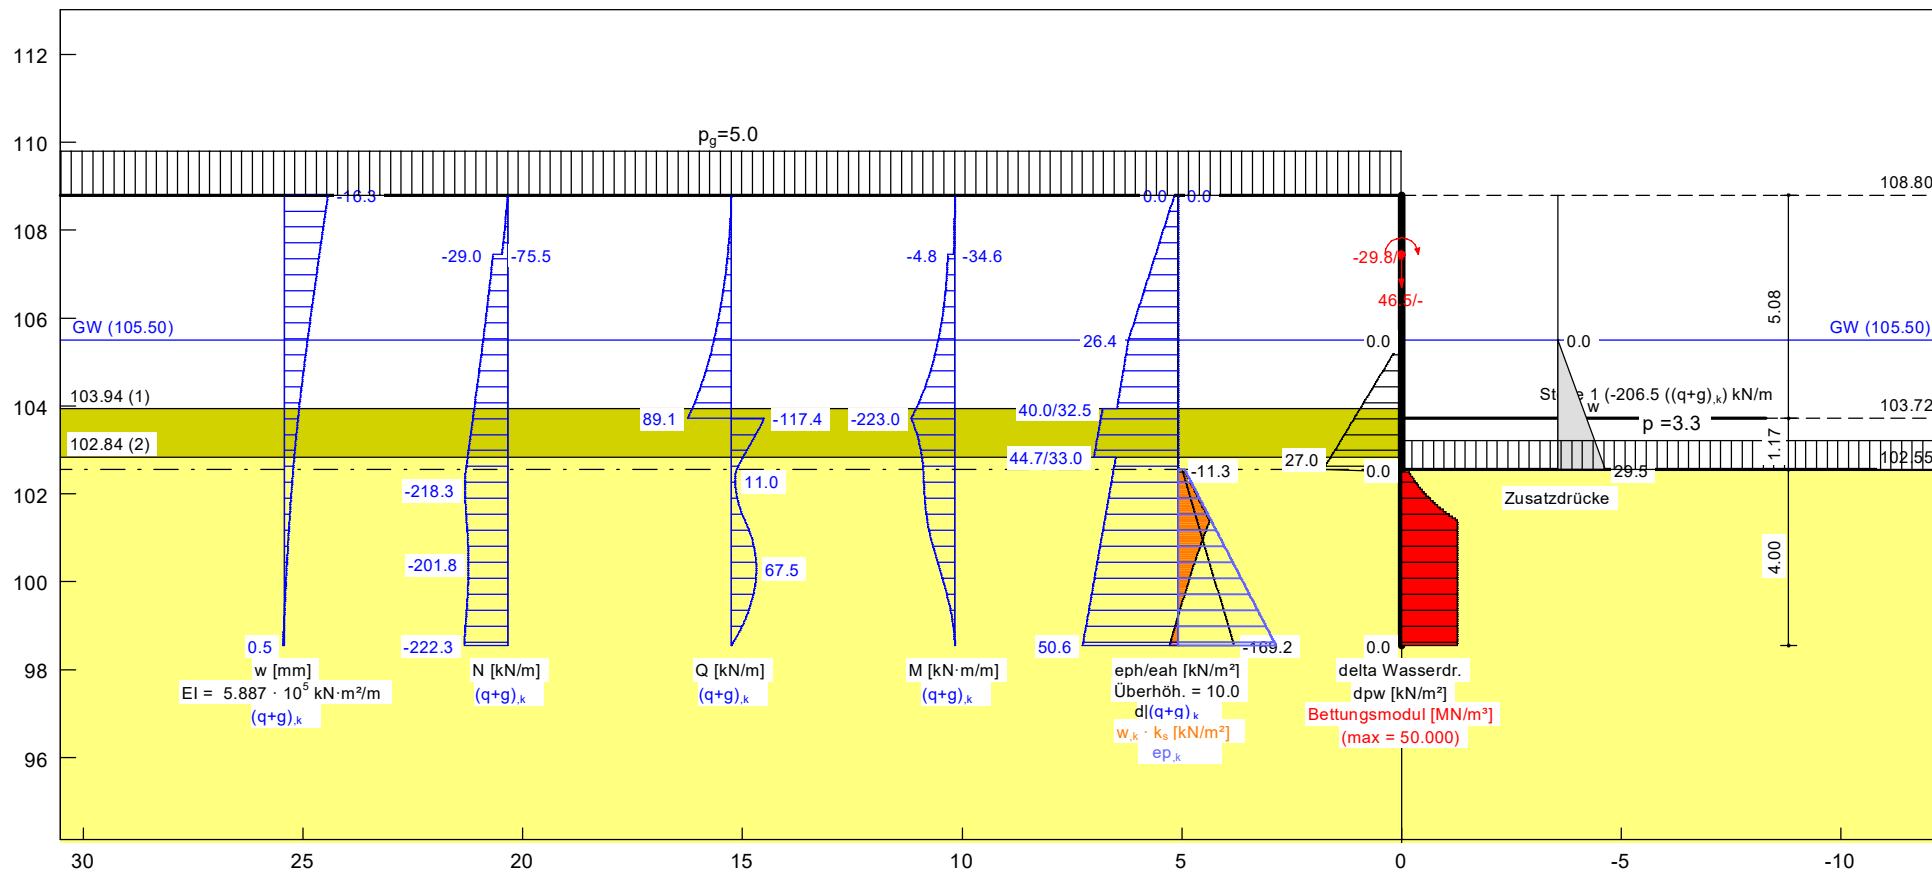 112
110
108
106
104
102
100
98
96
30
25
20
15
10
5
0
-5
-10
pg=5.0
108.80
-16.3
0.0
0.0
-29.0
-75.5
-4.8
-34.6
-29.8/
46.5/-
5.08
GW (105.50)
GW (105.50)
26.4
0.0
0.0
103.94 (1)
89.1
-117.4
-223.0
40.0/32.5
1 (-206.5 ((q+g),k) kN/m
w
103.72
p =3.3
102.84 (2)
44.7/33.0
27.0
0.0
1.17
102.55
-218.3
11.0
-11.3
29.5
Zusatzdrücke
-201.8
67.5
4.00
0.5
-222.3
50.6
-169.2
0.0
w [mm]
EI = 5.887 · 10⁵ kN·m²/m
(q+g),k
N [kN/m]
(q+g),k
Q [kN/m]
(q+g),k
M [kN·m/m]
(q+g),k
eph/eah [kN/m²]
Überhöh. = 10.0
d|(q+g),k
w,k · ks [kN/m²]
ep,k
delta Wasserdr.
dpw [kN/m²]
Bettungsmodul [MN/m³]
(max = 50.000)